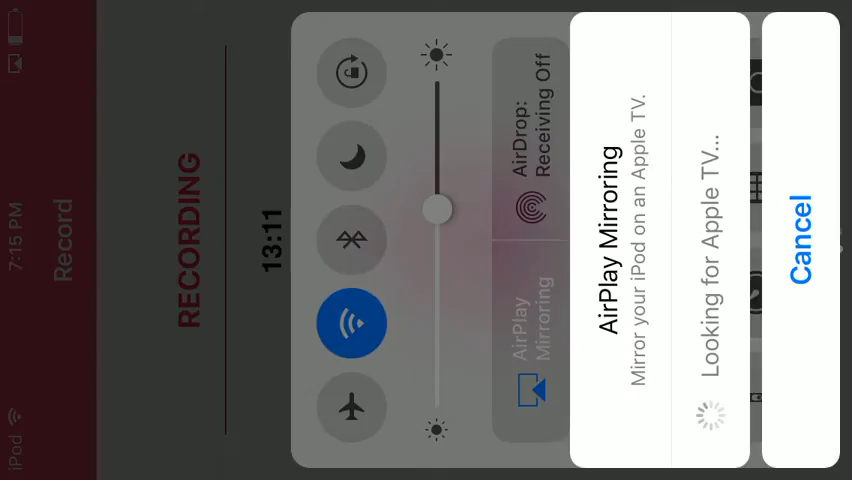 iPod
7:15 PM
Record
RECORDING
13:11
AirPlay
Mirroring
AirDrop:
Receiving Off
AirPlay Mirroring
Mirror your iPod on an Apple TV.
Looking for Apple TV...
Cancel